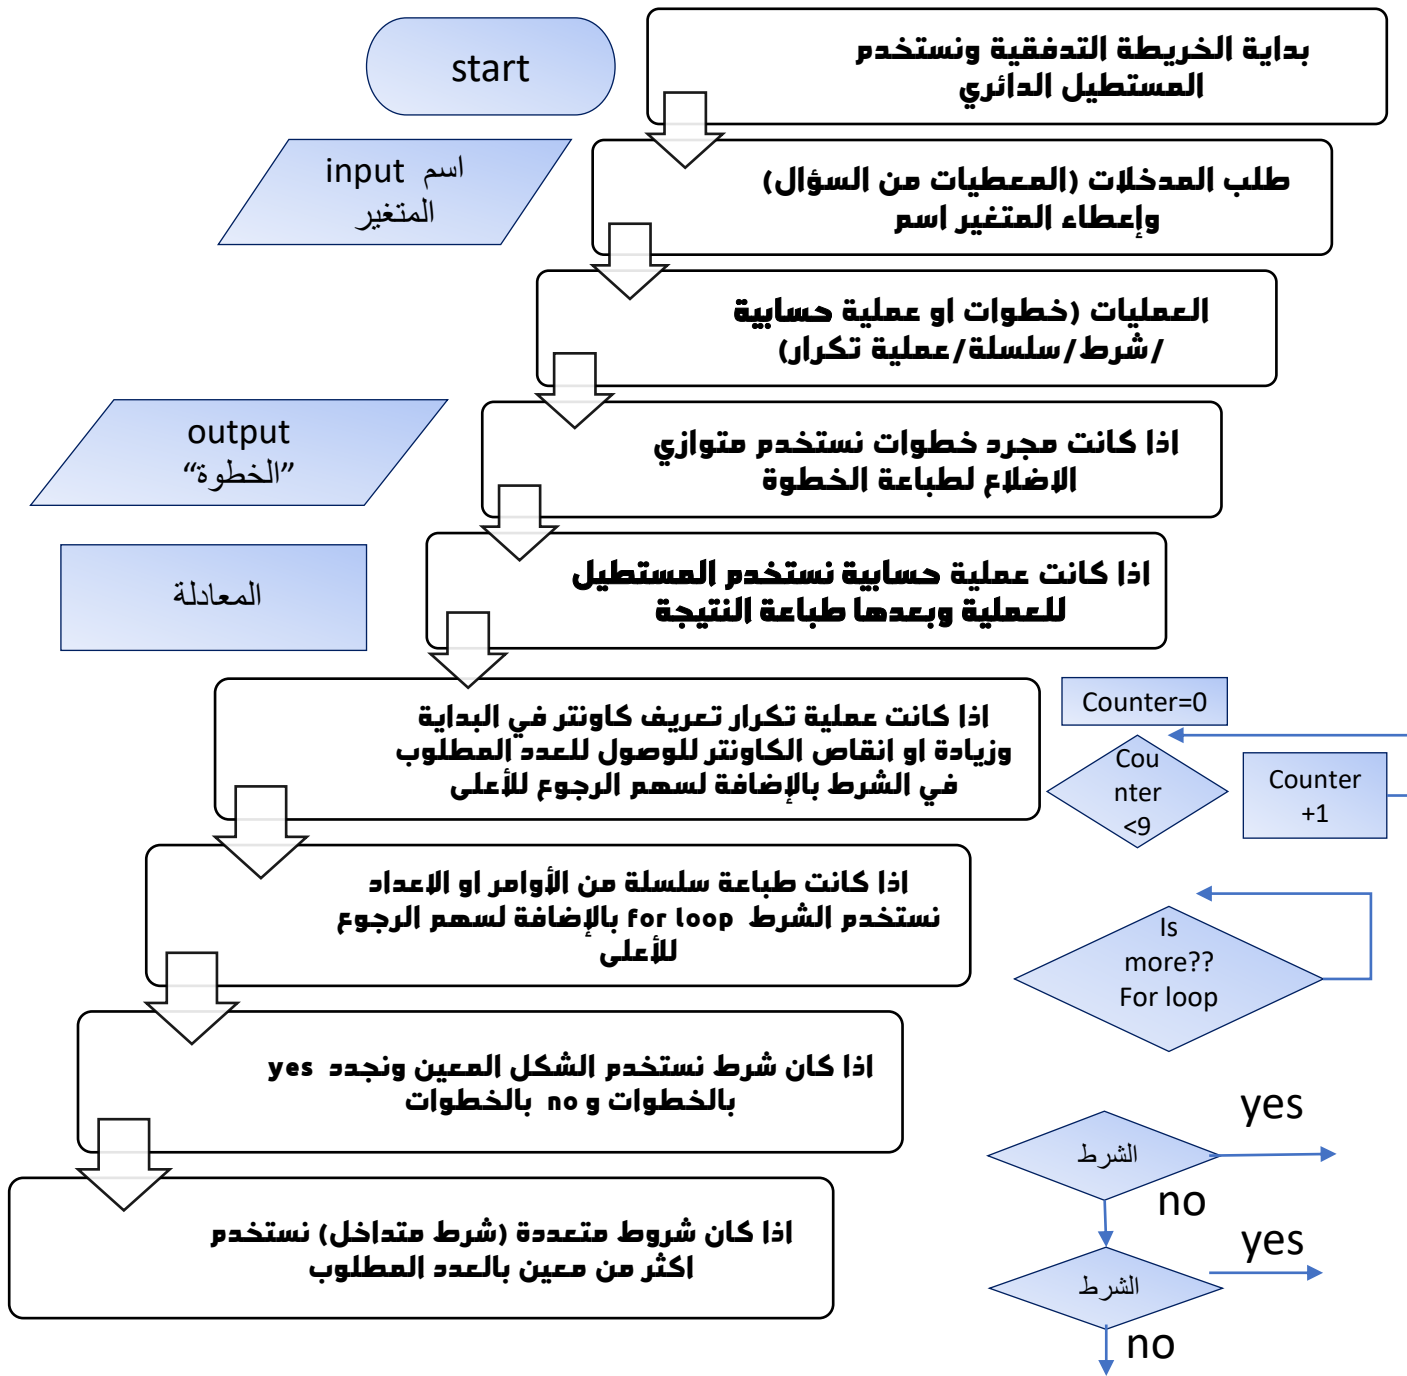 start
بداية الخريطة التدفقية ونستخدم
المستطيل الدائري
input اسم
المتغير
طلب المدخلات (المعطيات من السؤال)
وإعطاء المتغير اسم
العمليات (خطوات او عملية حسابية
/شرط/سلسلة/عملية تكرار)
output
"الخطوة"
اذا كانت مجرد خطوات نستخدم متوازي
الاضلاع لطباعة الخطوة
المعادلة
اذا كانت عملية حسابية نستخدم المستطيل
للعملية وبعدها طباعة النتيجة
اذا كانت عملية تكرار تعريف كاونتر في البداية
وزيادة او انقاص الكاونتر للوصول للعدد المطلوب
في الشرط بالإضافة لسهم الرجوع للأعلى
Counter=0
Cou
nter
<9
Counter
+1
اذا كانت طباعة سلسلة من الأوامر او الاعداد
نستخدم الشرط for loop بالإضافة لسهم الرجوع
للأعلى
Is
more??
For loop
اذا كان شرط نستخدم الشكل المعين ونجدد yes
بالخطوات و no بالخطوات
yes
الشرط
no
اذا كان شروط متعددة (شرط متداخل) نستخدم
اكثر من معين بالعدد المطلوب
yes
الشرط
no